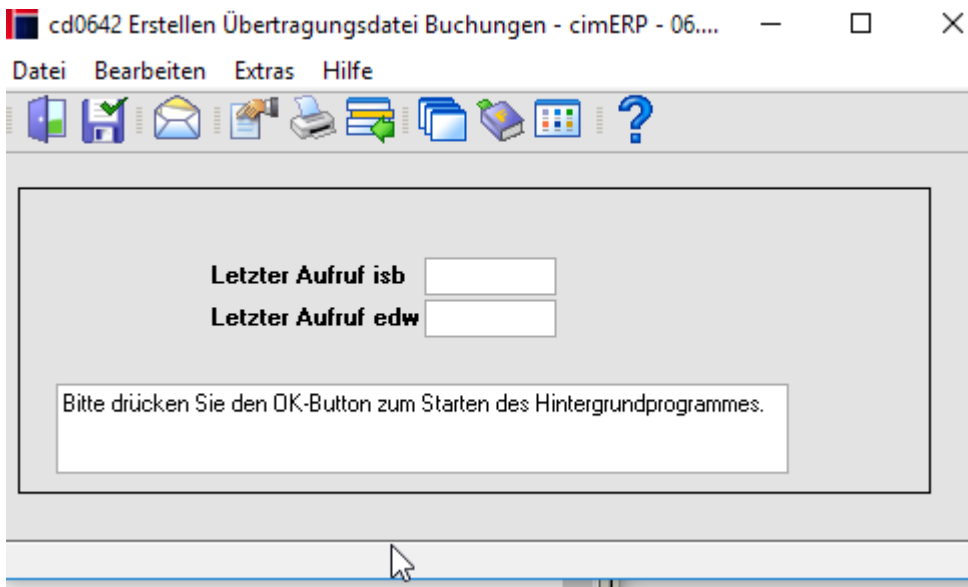 cd0642 Erstellen Übertragungsdatei Buchungen - cimERP - 06....
Datei Bearbeiten Extras Hilfe
Letzter Aufruf isb
Letzter Aufruf edw
Bitte drücken Sie den OK-Button zum Starten des Hintergrundprogrammes.